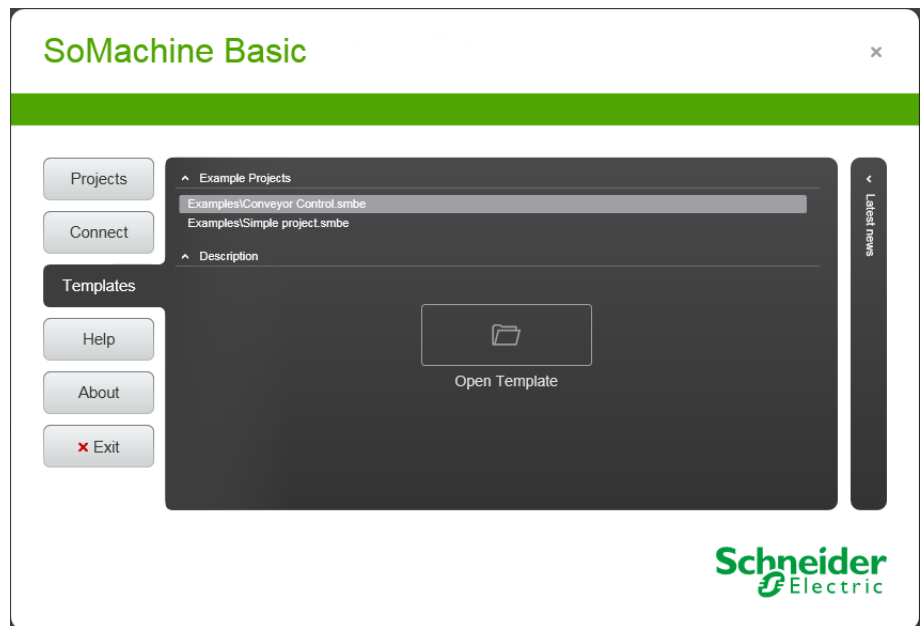 SoMachine Basic
×
Projects
Connect
Templates
Help
About
× Exit
Example Projects
Examples\Conveyor Control.smbe
Examples\Simple project.smbe
Description
Open Template
Latest news
Schneider
Electric